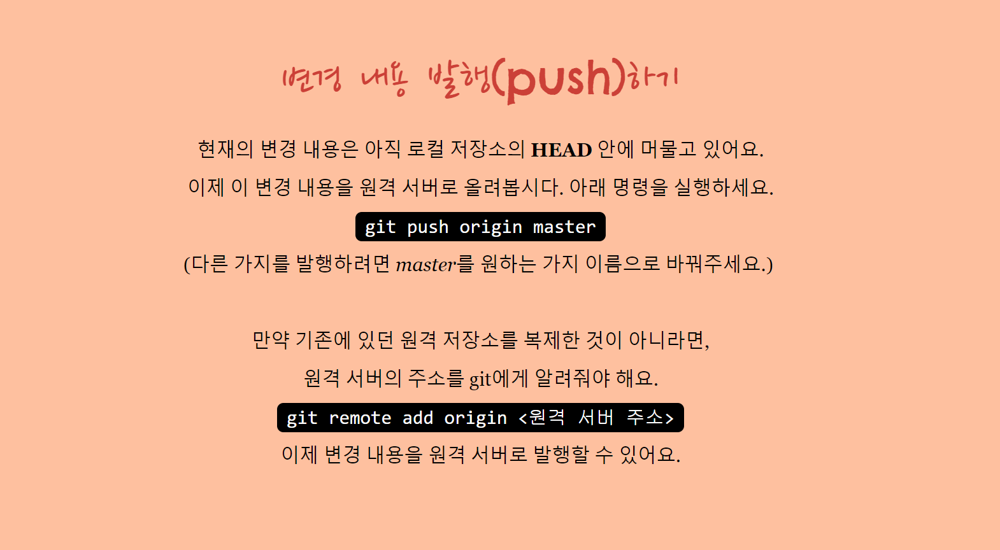 변경 내용 발행(push)하기
현재의 변경 내용은 아직 로컬 저장소의 HEAD 안에 머물고 있어요.
이제 이 변경 내용을 원격 서버로 올려봅시다. 아래 명령을 실행하세요.
git push origin master
(다른 가지를 발행하려면 master를 원하는 가지 이름으로 바꿔주세요.)
만약 기존에 있던 원격 저장소를 복제한 것이 아니라면,
원격 서버의 주소를 git에게 알려줘야 해요.
git remote add origin <원격 서버 주소>
이제 변경 내용을 원격 서버로 발행할 수 있어요.